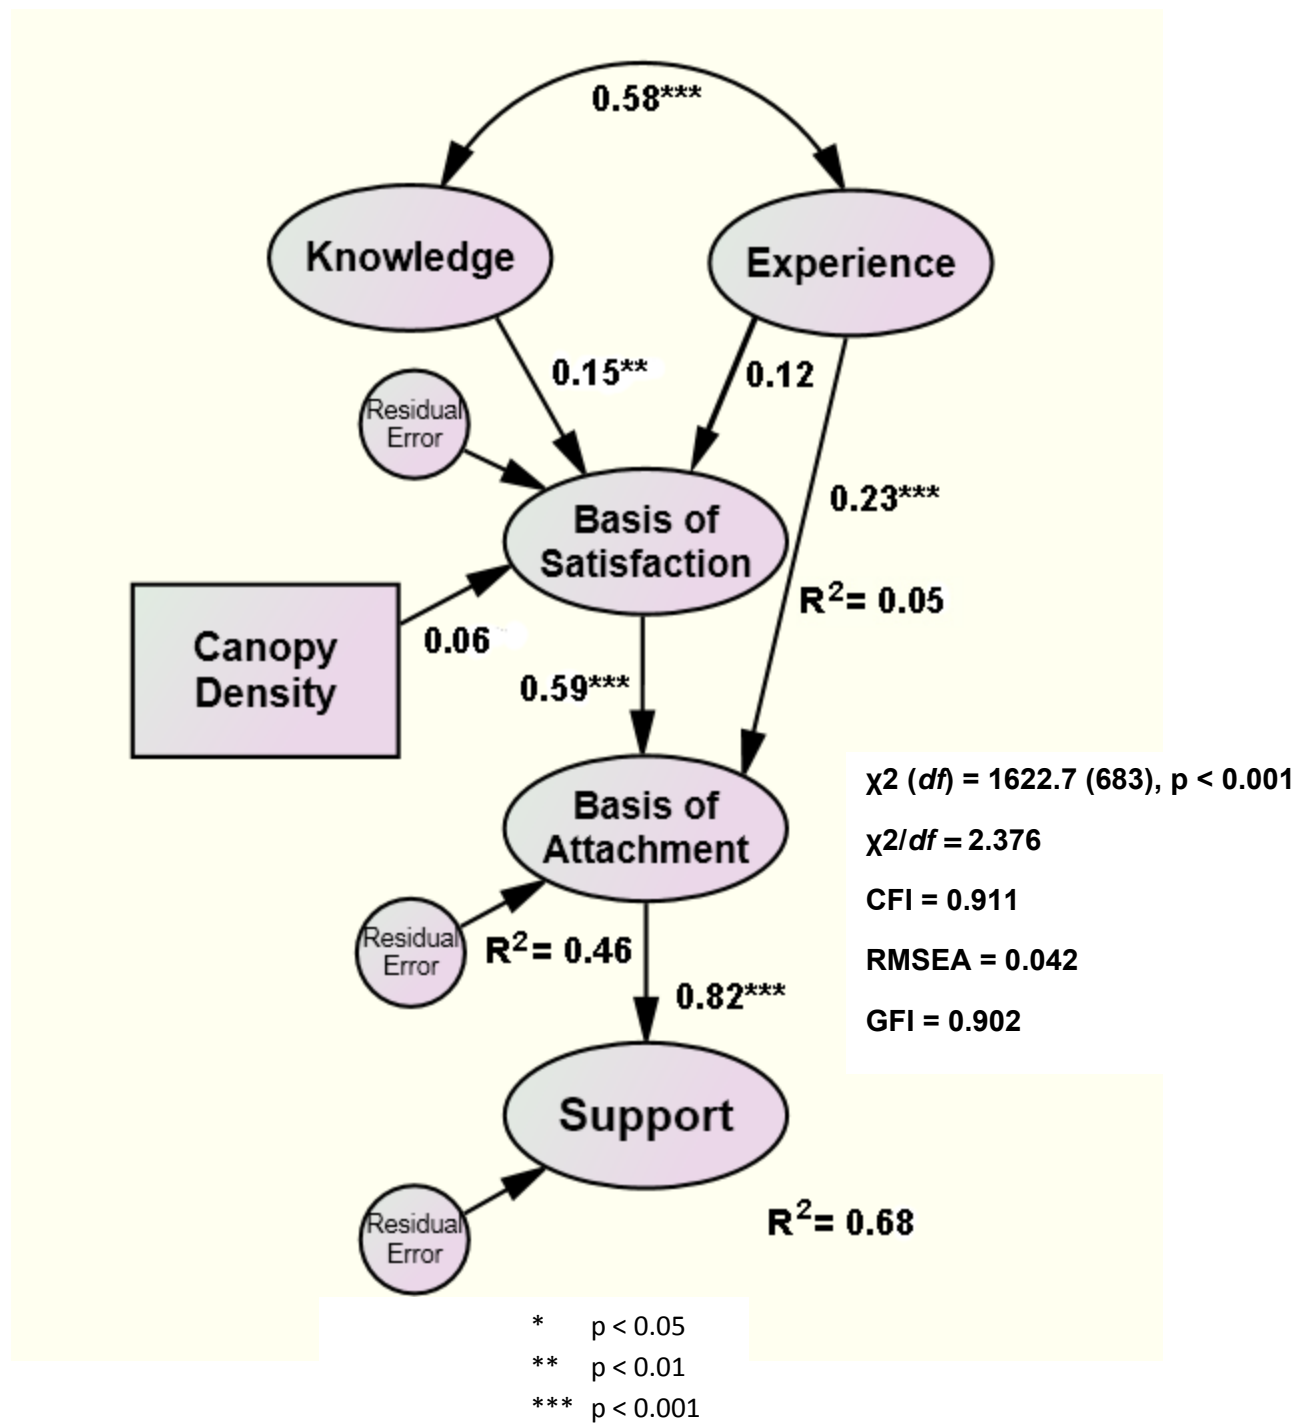 0.58***
Knowledge
Experience
0.15**
0.12
Residual
Error
0.23***
Basis of
Satisfaction
R²= 0.05
Canopy
Density
0.06
0.59***
Basis of
Attachment
χ2 (df) = 1622.7 (683), p < 0.001
χ2/df = 2.376
CFI = 0.911
RMSEA = 0.042
GFI = 0.902
Residual
Error
R²= 0.46
0.82***
Support
Residual
Error
R²= 0.68
* p < 0.05
** p < 0.01
*** p < 0.001